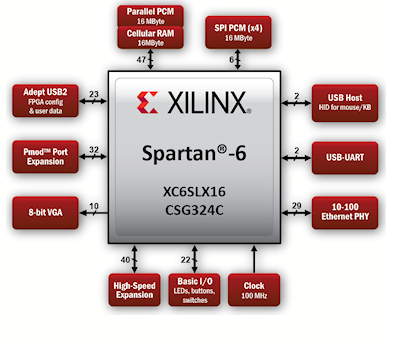 Parallel PCM
16 MByte
Cellular RAM
16MByte
SPI PCM (x4)
16 MByte
47
6
Adept USB2
FPGA config
& user data
23
XILINX®
2
USB Host
HID for mouse/KB
Pmod™ Port
Expansion
32
Spartan®-6
2
USB-UART
XC6SLX16
CSG324C
8-bit VGA
10
29
10-100
Ethernet PHY
40
22
High-Speed
Expansion
Basic I/O
LEDs, buttons,
switches
Clock
100 MHz